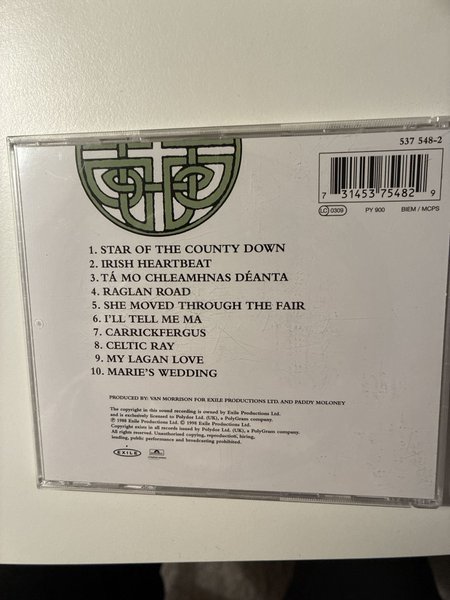 537 548-2
7 31453 75482 9
LC 0309 PY 900 BIEM / MCPS
1. STAR OF THE COUNTY DOWN
2. IRISH HEARTBEAT
3. TÁ MO CHLEAMHNAS DÉANTA
4. RAGLAN ROAD
5. SHE MOVED THROUGH THE FAIR
6. I'LL TELL ME MA
7. CARRICKFERGUS
8. CELTIC RAY
9. MY LAGAN LOVE
10. MARIE'S WEDDING
PRODUCED BY: VAN MORRISON FOR EXILE PRODUCTIONS LTD. AND PADDY MOLONEY
The copyright in this sound recording is owned by Exile Productions Ltd.
and is exclusively licensed to Polydor Ltd. (UK), a PolyGram company.
℗ 1988 Exile Productions Ltd. © 1998 Exile Productions Ltd.
Copyright exists in all records issued by Polydor Ltd. (UK), a PolyGram company.
All rights reserved. Unauthorized copying, reproduction, hiring,
lending, public performance and broadcasting prohibited.
EXILE